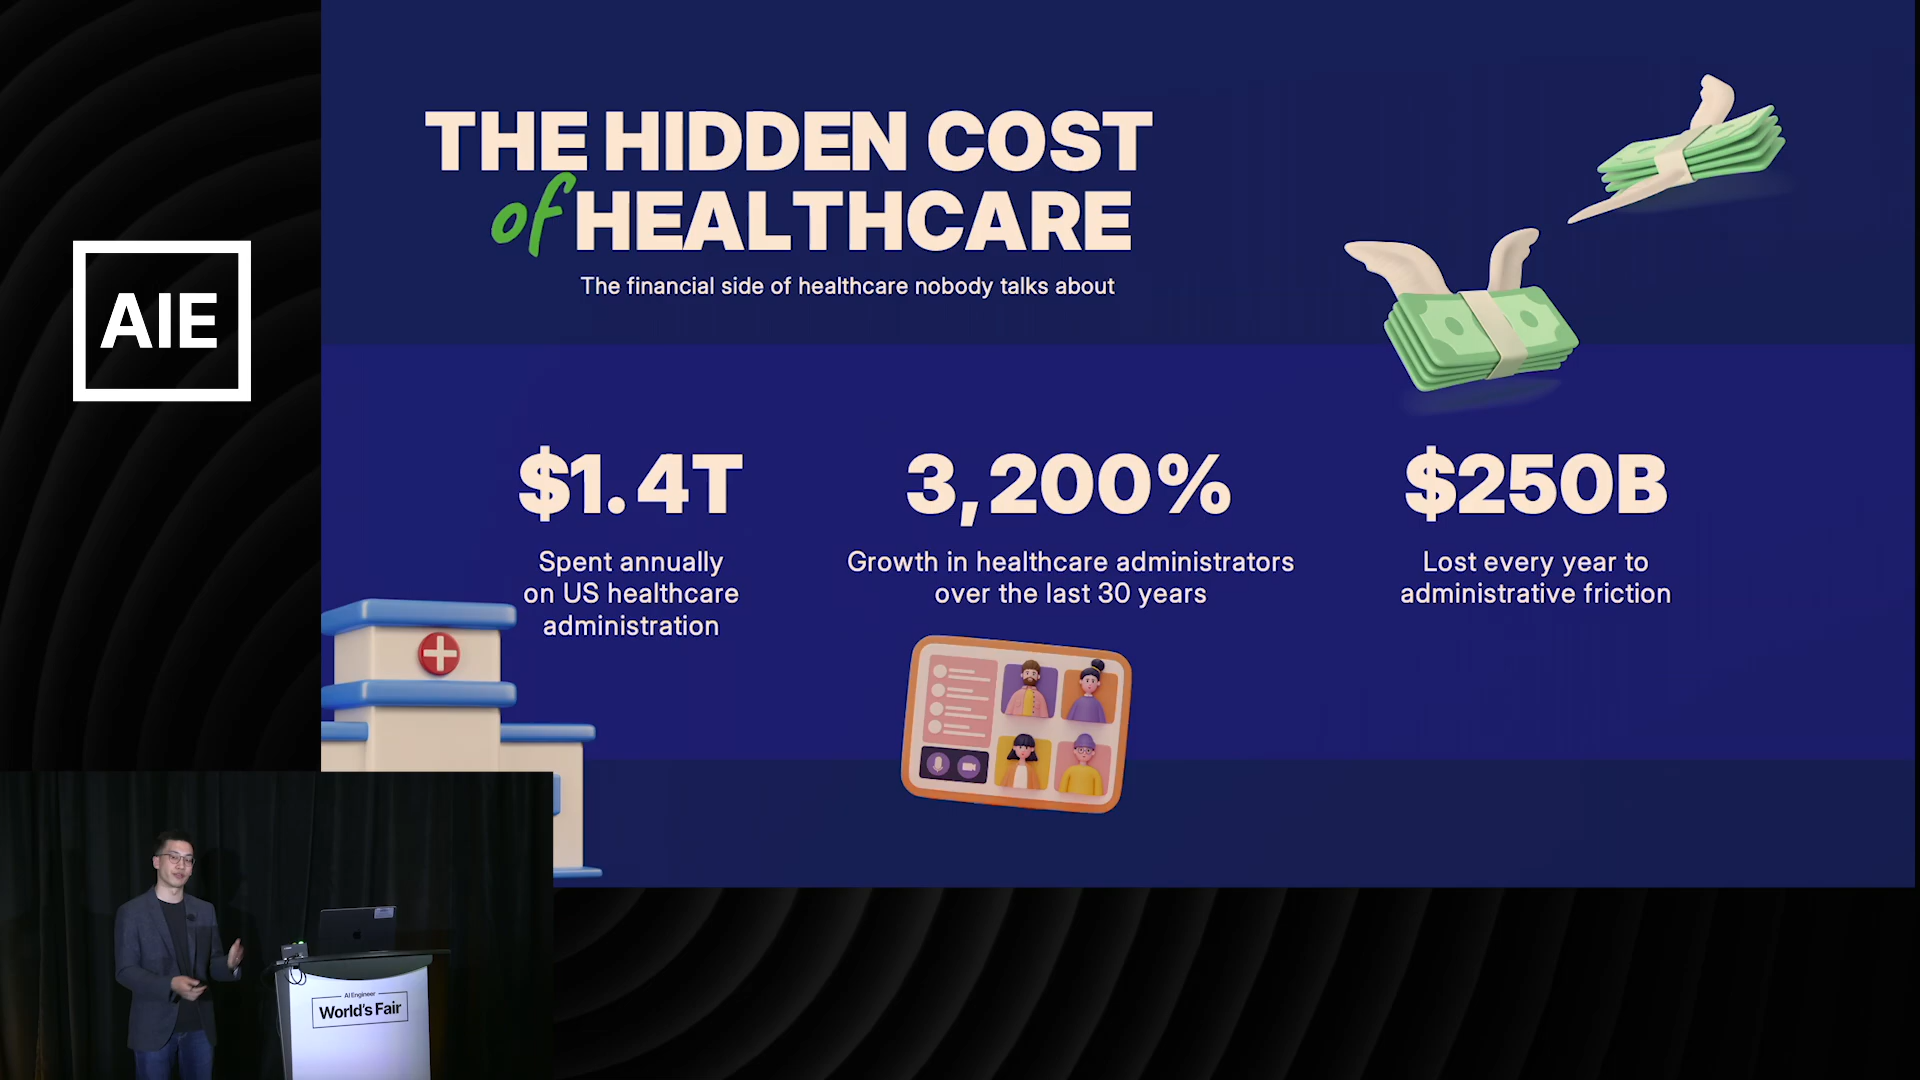 AIE
THE HIDDEN COST
of HEALTHCARE
The financial side of healthcare nobody talks about
$1.4T
Spent annually
on US healthcare
administration
3,200%
Growth in healthcare administrators
over the last 30 years
$250B
Lost every year to
administrative friction
AI Engineer
World's Fair